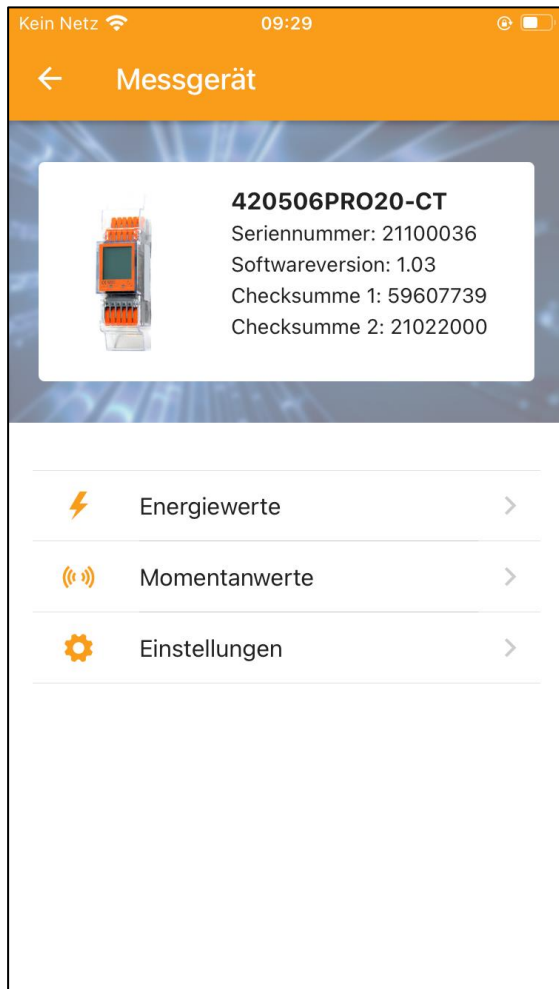 Kein Netz 09:29
Messgerät
420506PRO20-CT
Seriennummer: 21100036
Softwareversion: 1.03
Checksumme 1: 59607739
Checksumme 2: 21022000
Energiewerte
Momentanwerte
Einstellungen